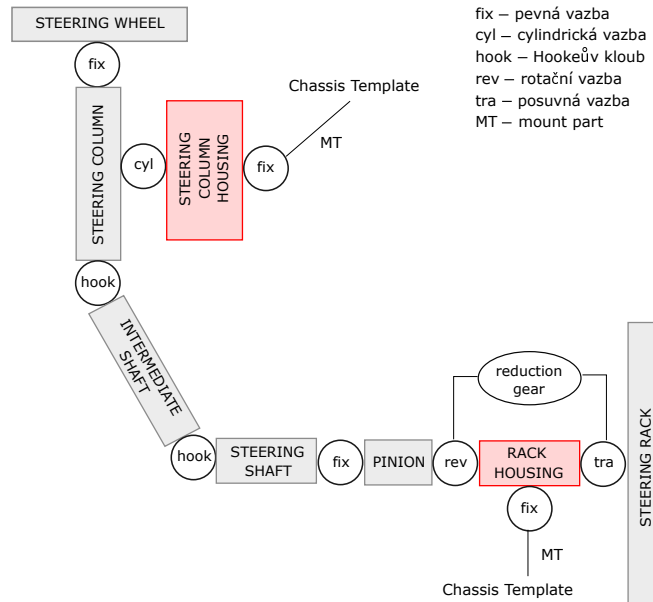 STEERING WHEEL
fix – pevná vazba
cyl – cylindrická vazba
hook – Hookeův kloub
rev – rotační vazba
tra – posuvná vazba
MT – mount part
fix
Chassis Template
MT
STEERING COLUMN
cyl
STEERING
COLUMN
HOUSING
fix
hook
INTERMEDIATE
SHAFT
reduction
gear
hook
STEERING
SHAFT
fix
PINION
rev
RACK
HOUSING
tra
STEERING RACK
fix
MT
Chassis Template